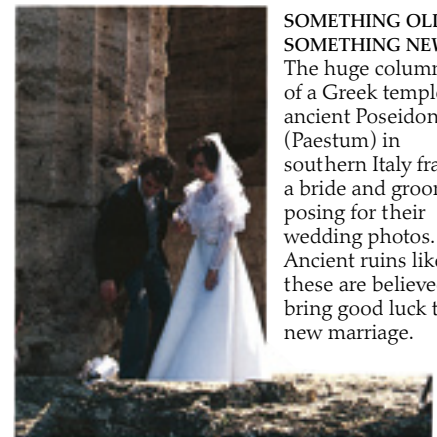 SOMETHING
SOMETHING
The huge
of a Greek
ancient Poseidon
(Paestum) in
southern Italy
a bride and
posing for their
wedding photos.
Ancient ruins
these are
bring good luck
new marriage.